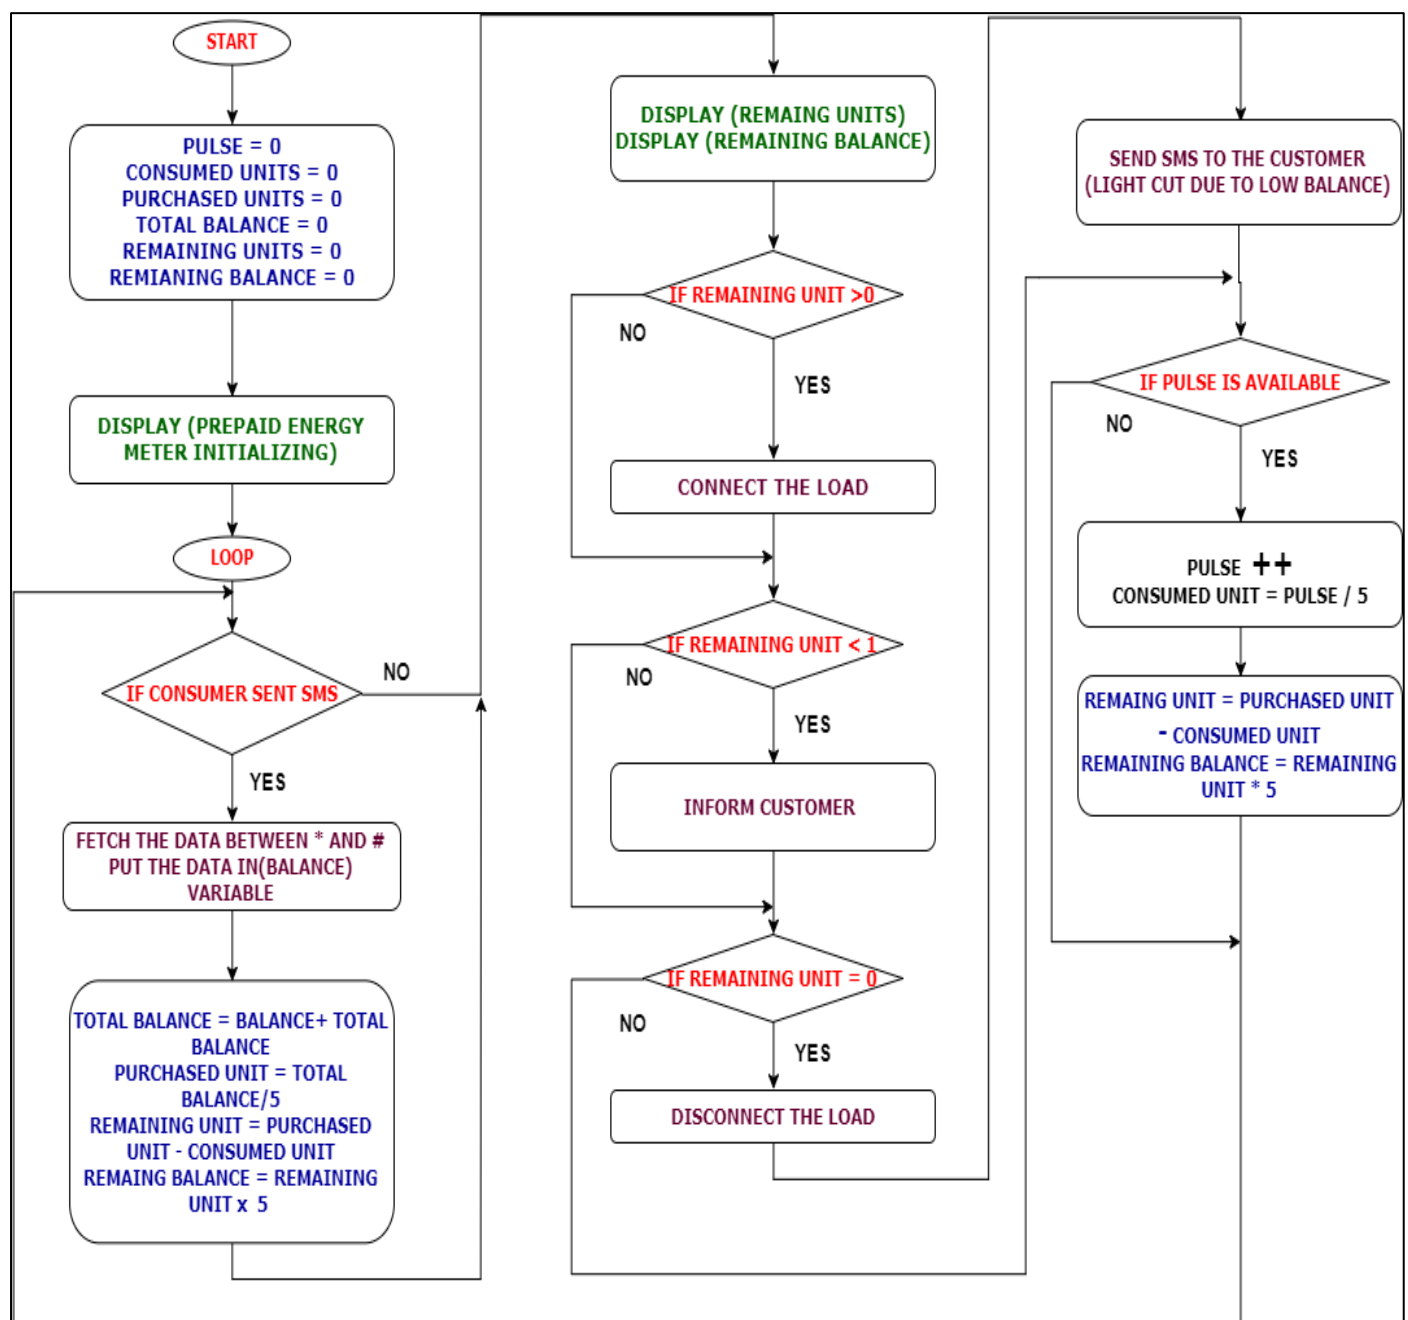 START
PULSE = 0
CONSUMED UNITS = 0
PURCHASED UNITS = 0
TOTAL BALANCE = 0
REMAINING UNITS = 0
REMIANING BALANCE = 0
DISPLAY (PREPAID ENERGY
METER INITIALIZING)
LOOP
IF CONSUMER SENT SMS
NO
YES
FETCH THE DATA BETWEEN * AND #
PUT THE DATA IN(BALANCE)
VARIABLE
TOTAL BALANCE = BALANCE+ TOTAL
BALANCE
PURCHASED UNIT = TOTAL
BALANCE/5
REMAINING UNIT = PURCHASED
UNIT - CONSUMED UNIT
REMAING BALANCE = REMAINING
UNIT x 5
DISPLAY (REMAING UNITS)
DISPLAY (REMAINING BALANCE)
IF REMAINING UNIT >0
NO
YES
CONNECT THE LOAD
IF REMAINING UNIT < 1
NO
YES
INFORM CUSTOMER
IF REMAINING UNIT = 0
NO
YES
DISCONNECT THE LOAD
SEND SMS TO THE CUSTOMER
(LIGHT CUT DUE TO LOW BALANCE)
IF PULSE IS AVAILABLE
NO
YES
PULSE ++
CONSUMED UNIT = PULSE / 5
REMAING UNIT = PURCHASED UNIT
- CONSUMED UNIT
REMAINING BALANCE = REMAINING
UNIT * 5